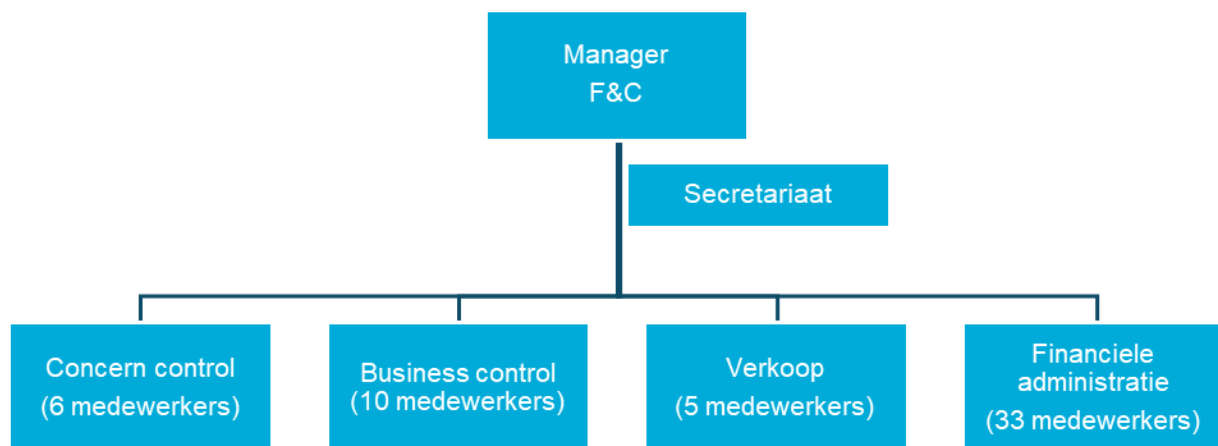 Manager
F&C
Secretariaat
Concern control
(6 medewerkers)
Business control
(10 medewerkers)
Verkoop
(5 medewerkers)
Financiele
administratie
(33 medewerkers)